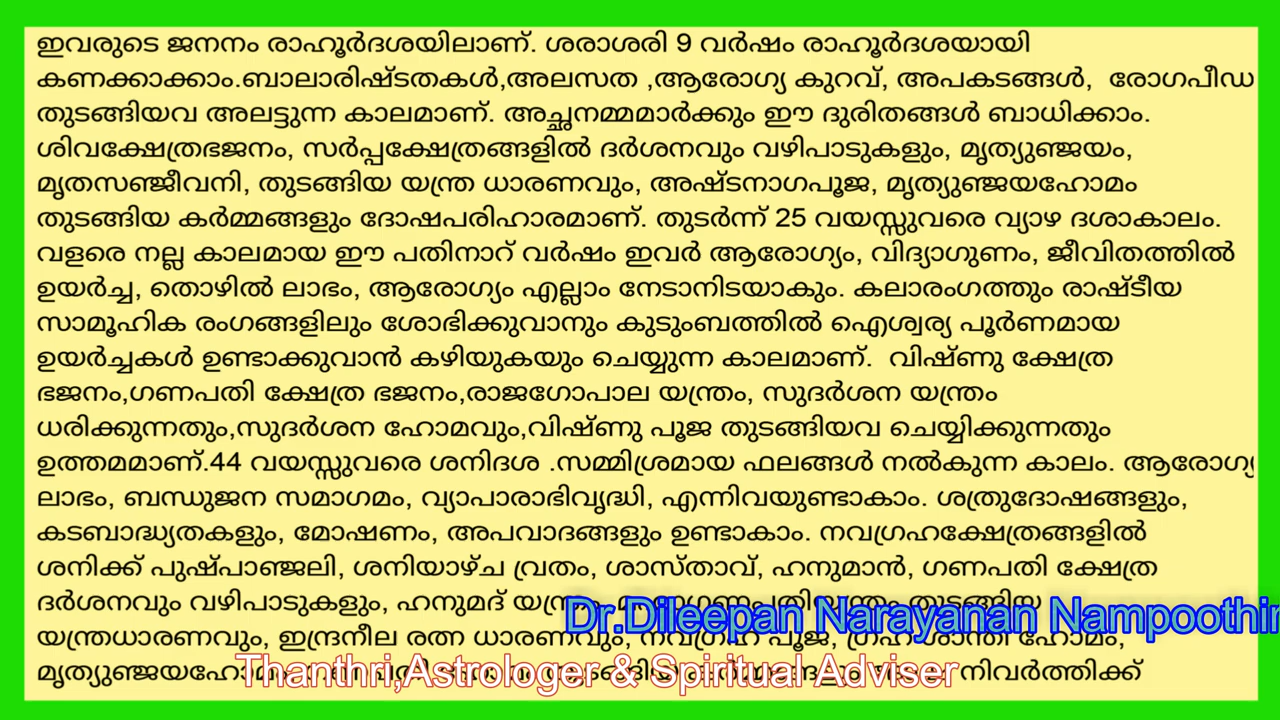 ഇവരുടെ ജനനം രാഹൂർദശയിലാണ്. ശരാശരി 9 വർഷം രാഹൂർദശയായി
കണക്കാക്കാം.ബാലാരിഷ്ടതകൾ,അലസത ,ആരോഗ്യ കുറവ്, അപകടങ്ങൾ, രോഗപീഡ
തുടങ്ങിയവ അലട്ടുന്ന കാലമാണ്. അച്ഛനമ്മമാർക്കും ഈ ദുരിതങ്ങൾ ബാധിക്കാം.
ശിവക്ഷേത്രഭജനം, സർപ്പക്ഷേത്രങ്ങളിൽ ദർശനവും വഴിപാടുകളും, മൃത്യുഞ്ജയം,
മൃതസഞ്ജീവനി, തുടങ്ങിയ യന്ത്ര ധാരണവും, അഷ്ടനാഗപൂജ, മൃത്യുഞ്ജയഹോമം
തുടങ്ങിയ കർമ്മങ്ങളും ദോഷപരിഹാരമാണ്. തുടർന്ന് 25 വയസ്സുവരെ വ്യാഴ ദശാകാലം.
വളരെ നല്ല കാലമായ ഈ പതിനാറ് വർഷം ഇവർ ആരോഗ്യം, വിദ്യാഗുണം, ജീവിതത്തിൽ
ഉയർച്ച, തൊഴിൽ ലാഭം, ആരോഗ്യം എല്ലാം നേടാനിടയാകും. കലാരംഗത്തും രാഷ്ടീയ
സാമൂഹിക രംഗങ്ങളിലും ശോഭിക്കുവാനും കുടുംബത്തിൽ ഐശ്വര്യ പൂർണമായ
ഉയർച്ചകൾ ഉണ്ടാക്കുവാൻ കഴിയുകയും ചെയ്യുന്ന കാലമാണ്. വിഷ്ണു ക്ഷേത്ര
ഭജനം,ഗണപതി ക്ഷേത്ര ഭജനം,രാജഗോപാല യന്ത്രം, സുദർശന യന്ത്രം
ധരിക്കുന്നതും,സുദർശന ഹോമവും,വിഷ്ണു പൂജ തുടങ്ങിയവ ചെയ്യിക്കുന്നതും
ഉത്തമമാണ്.44 വയസ്സുവരെ ശനിദശ .സമ്മിശ്രമായ ഫലങ്ങൾ നൽകുന്ന കാലം. ആരോഗ്യ
ലാഭം, ബന്ധുജന സമാഗമം, വ്യാപാരാഭിവൃദ്ധി, എന്നിവയുണ്ടാകാം. ശത്രുദോഷങ്ങളും,
കടബാദ്ധ്യതകളും, മോഷണം, അപവാദങ്ങളും ഉണ്ടാകാം. നവഗ്രഹക്ഷേത്രങ്ങളിൽ
ശനിക്ക് പുഷ്പാഞ്ജലി, ശനിയാഴ്ച വ്രതം, ശാസ്താവ്, ഹനുമാൻ, ഗണപതി ക്ഷേത്ര
ദർശനവും വഴിപാടുകളും, ഹനുമദ് തുടങ്ങിയ
Dr.Dileepan Narayanan Nampoothiri
യന്ത്രധാരണവും, ഇന്ദ്രനീല രത്ന ധാരണവും, നവഗ്രഹ പൂജ, ഗ്രഹ ശാന്തി ഹോമം,
നിവർത്തിക്ക്
Thanthri,Astrologer & Spiritual Adviser